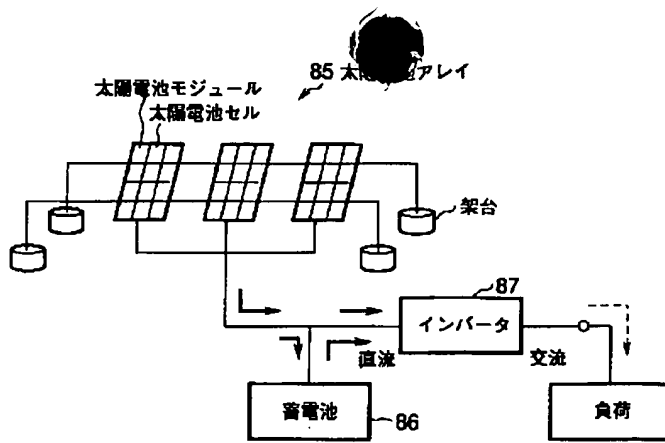 85 太陽電池アレイ
太陽電池モジュール
太陽電池セル
架台
87
インバータ
直流
交流
蓄電池
86
負荷